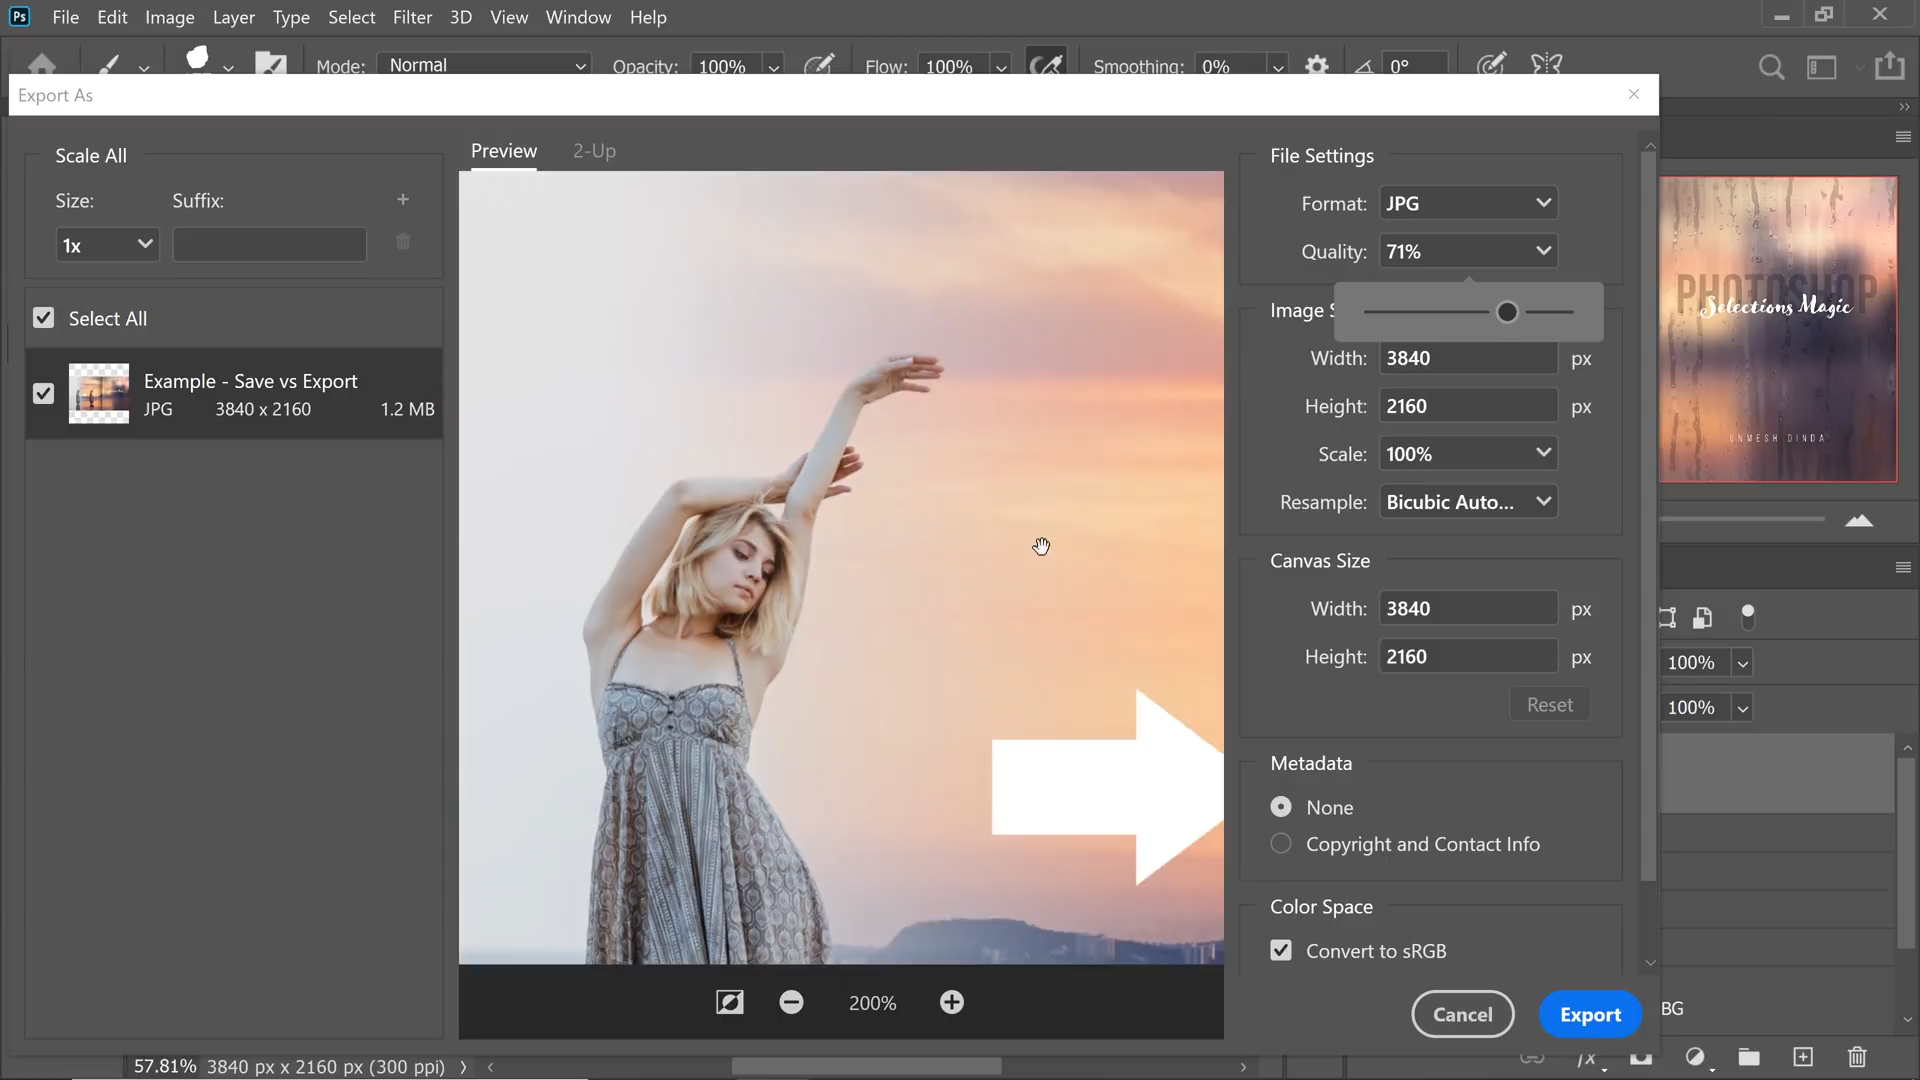 Ps File Edit Image Layer Type Select Filter 3D View Window Help
Mode: Normal Opacity: 100% Flow: 100% Smoothing: 0% 0°
Export As
Scale All
Size: Suffix:
1x
Select All
Example - Save vs Export
JPG 3840 x 2160 1.2 MB
Preview 2-Up
200%
File Settings
Format: JPG
Quality: 71%
Image S
Width: 3840 px
Height: 2160 px
Scale: 100%
Resample: Bicubic Auto...
Canvas Size
Width: 3840 px
Height: 2160 px
Reset
Metadata
None
Copyright and Contact Info
Color Space
Convert to sRGB
Cancel Export
PHOTOSHOP
Selections Magic
UNMESH DINDA
100%
100%
BG
fx
57.81% 3840 px x 2160 px (300 ppi)